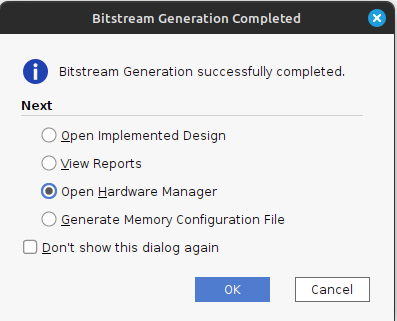 Bitstream Generation Completed
Bitstream Generation successfully completed.
Next
Open Implemented Design
View Reports
Open Hardware Manager
Generate Memory Configuration File
Don't show this dialog again
OK
Cancel